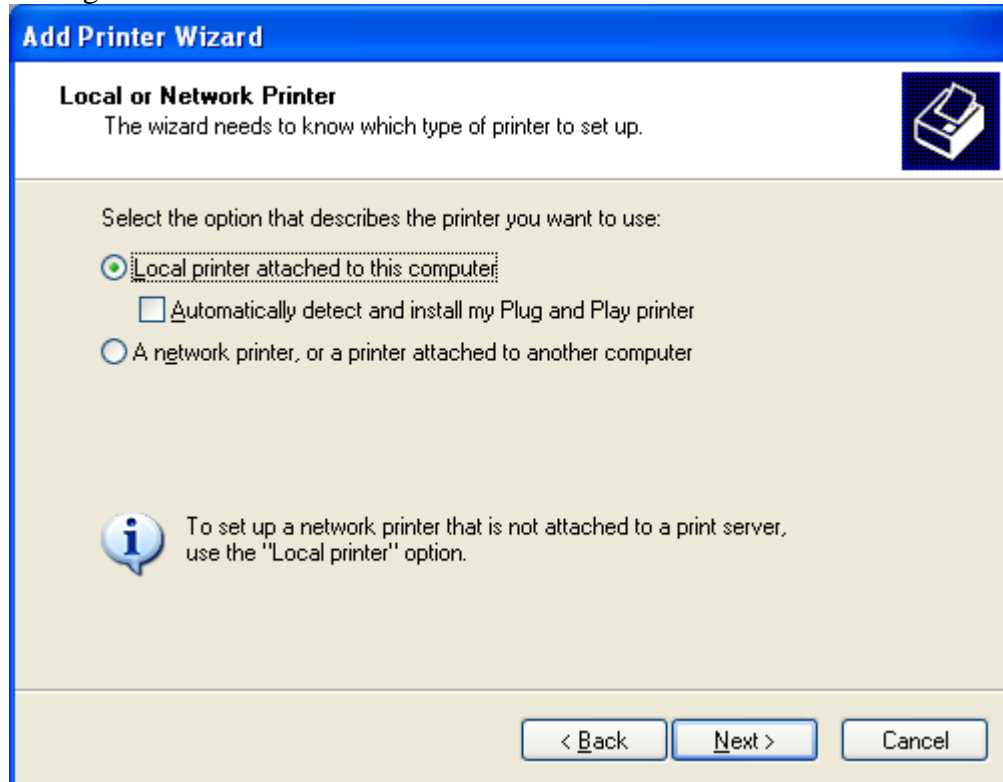 Add Printer Wizard
Local or Network Printer
The wizard needs to know which type of printer to set up.
Select the option that describes the printer you want to use:
Local printer attached to this computer
Automatically detect and install my Plug and Play printer
A network printer, or a printer attached to another computer
To set up a network printer that is not attached to a print server,
use the "Local printer" option.
< Back
Next >
Cancel